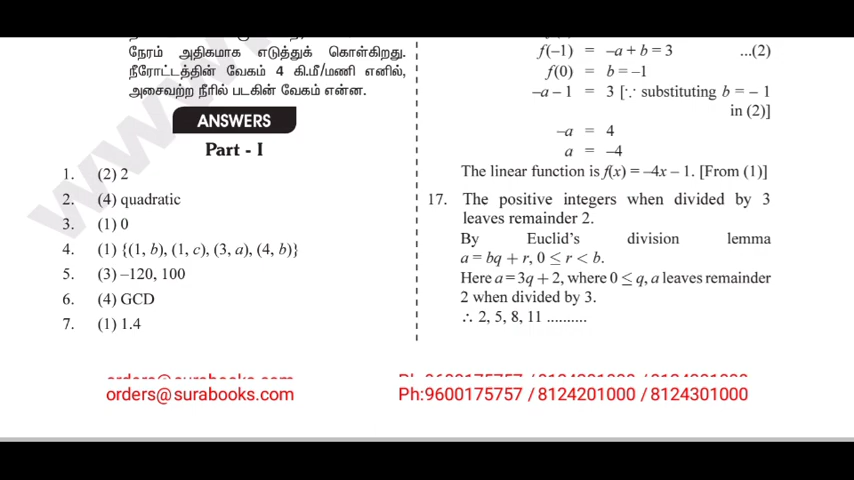 நேரம் அதிகமாக எடுத்துக் கொள்கிறது.
நீரோட்டத்தின் வேகம் 4 கி.மீ/மணி எனில்,
அசைவற்ற நீரில் படகின் வேகம் என்ன.
ANSWERS
Part - I
1. (2) 2
2. (4) quadratic
3. (1) 0
4. (1) {(1, b), (1, c), (3, a), (4, b)}
5. (3) –120, 100
6. (4) GCD
7. (1) 1.4
f(–1) = –a + b = 3 ...(2)
f(0) = b = –1
–a – 1 = 3 [∵ substituting b = – 1
in (2)]
–a = 4
a = –4
The linear function is f(x) = –4x – 1. [From (1)]
17. The positive integers when divided by 3
leaves remainder 2.
By Euclid's division lemma
a = bq + r, 0 ≤ r < b.
Here a = 3q + 2, where 0 ≤ q, a leaves remainder
2 when divided by 3.
∴ 2, 5, 8, 11 ..........
orders@surabooks.com
Ph:9600175757 / 8124201000 / 8124301000